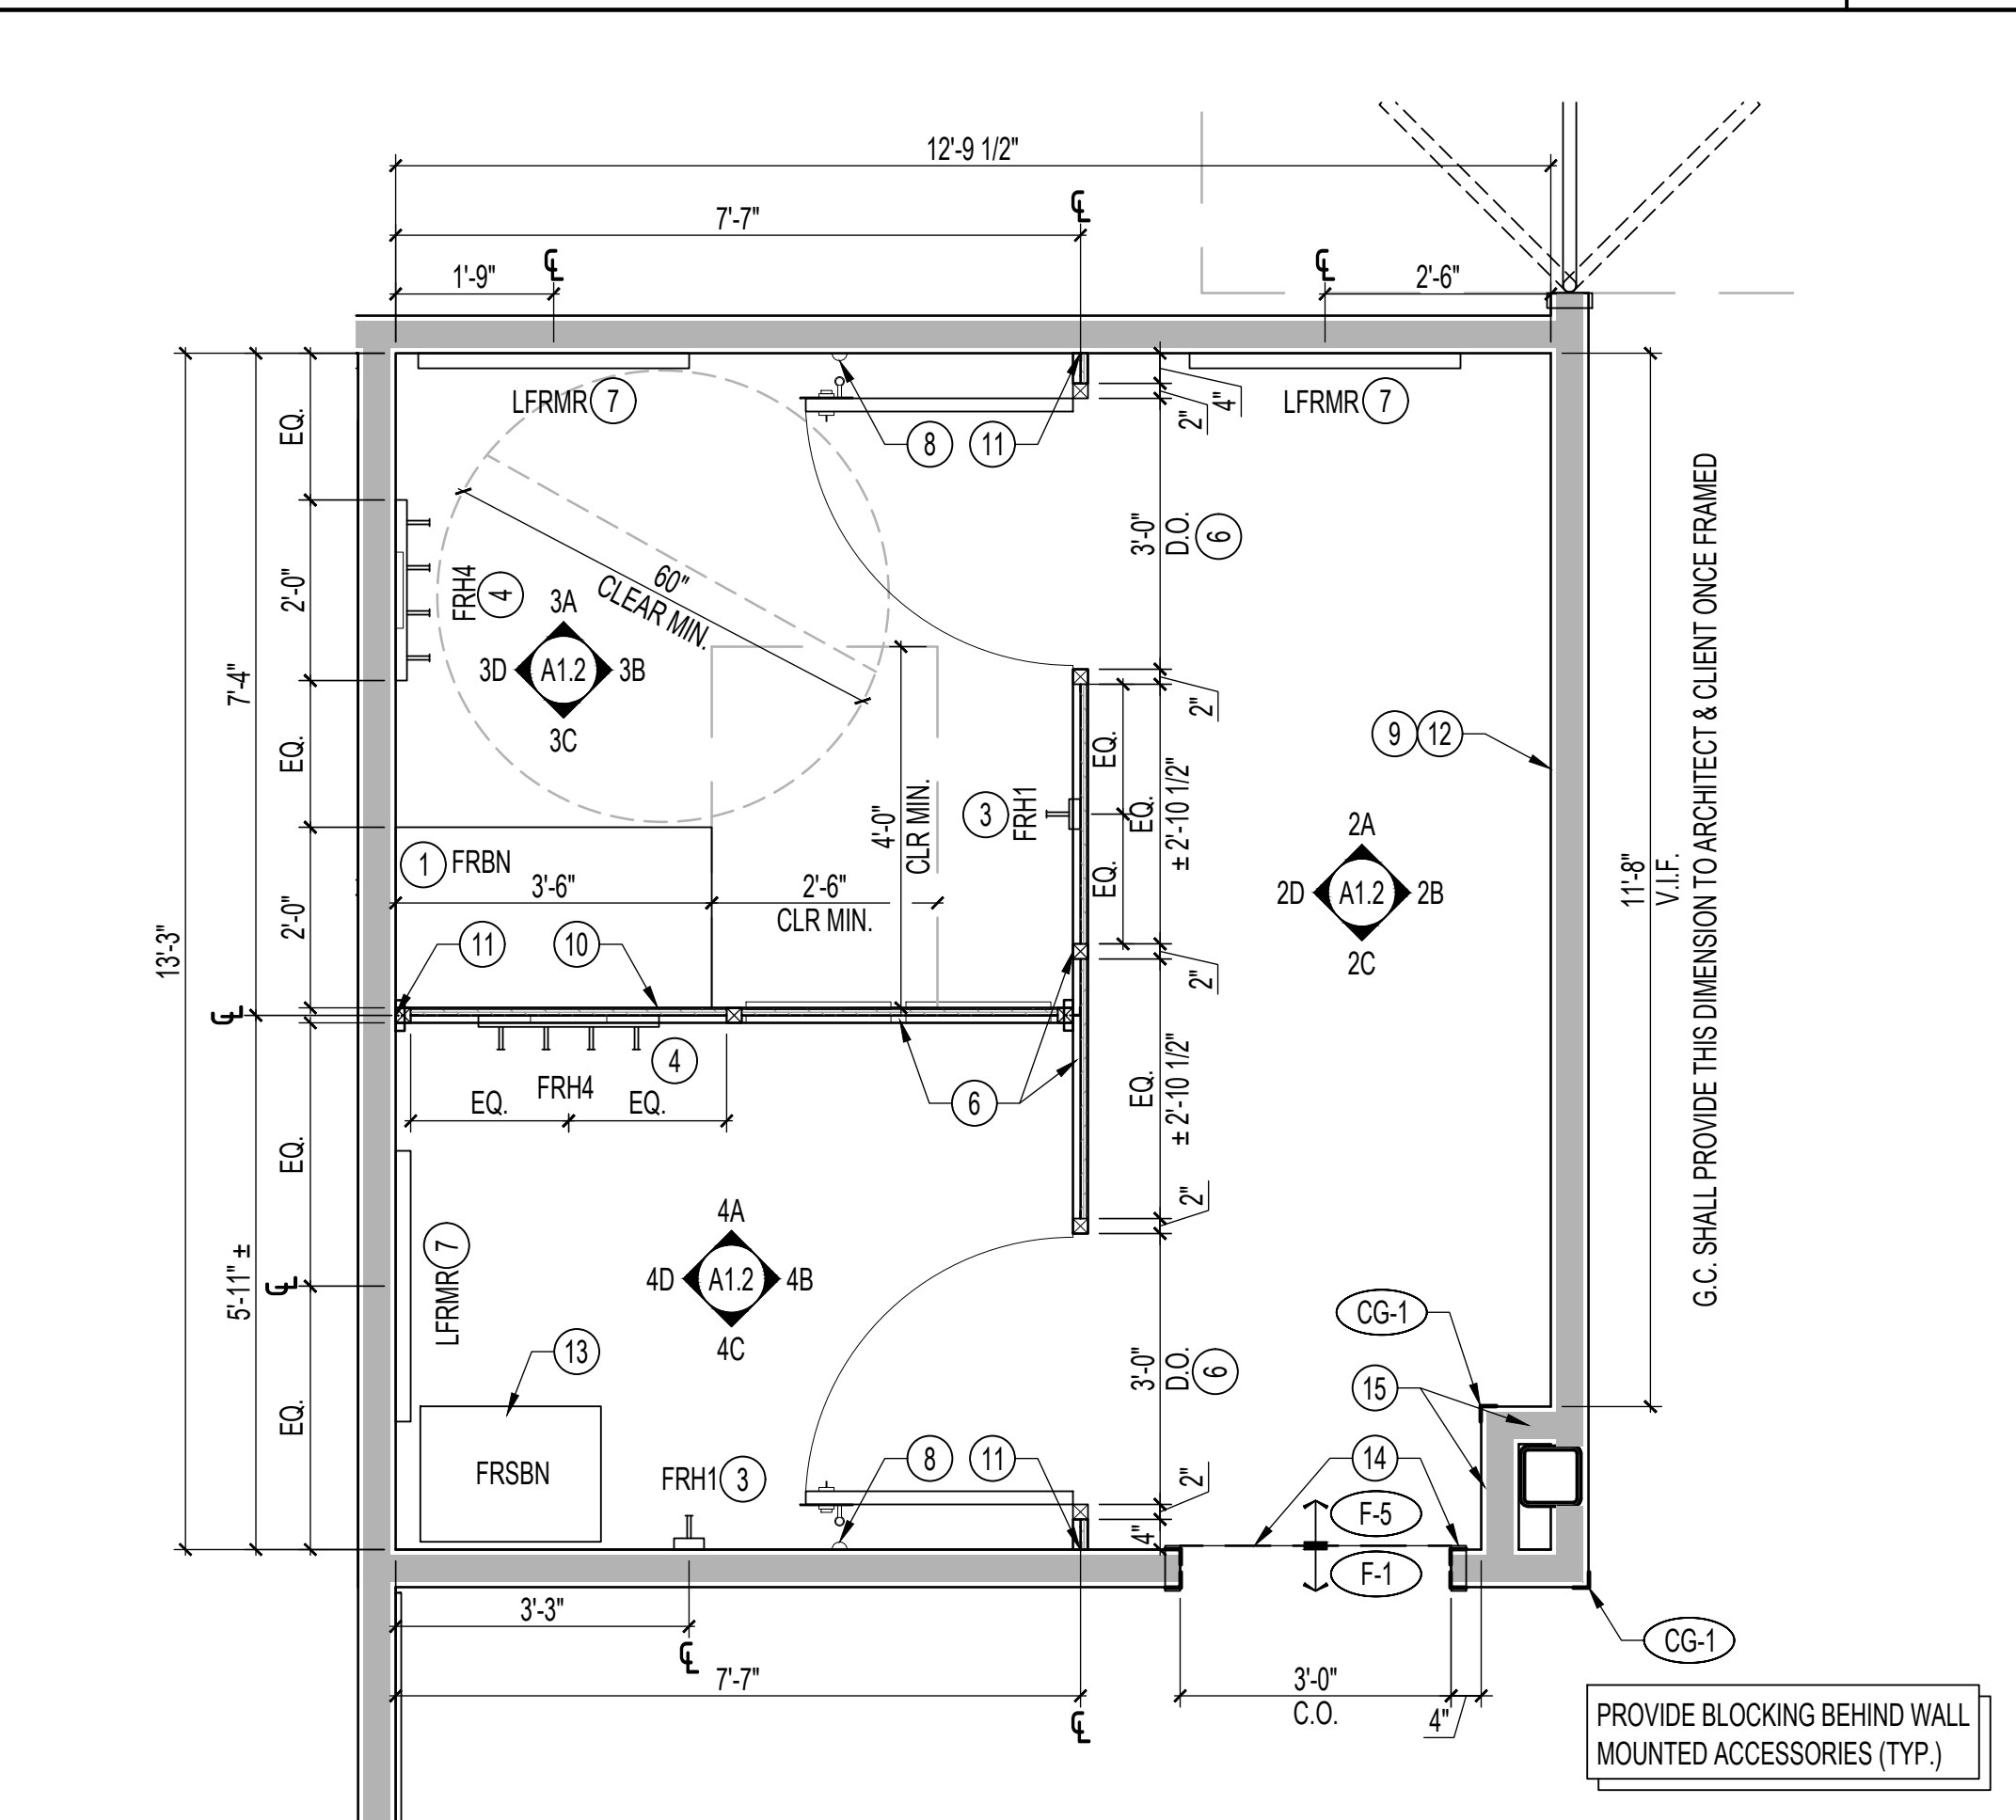 12'-9 1/2"
7'-7"
℄
1'-9"
℄
℄
2'-6"
LFRMR 7
8
11
LFRMR 7
4"
2"
EQ.
2'-0"
EQ.
2'-0"
7'-4"
13'-3"
FRH4 4
60"
CLEAR MIN.
3'-0"
D.O.
6
3A
3D A1.2 3B
3C
2"
9 12
EQ.
EQ.
EQ.
± 2'-10 1/2"
3 FRH1
4'-0"
CLR MIN.
1 FRBN
3'-6"
2'-6"
CLR MIN.
2A
2D A1.2 2B
2C
11'-8"
V.I.F.
G.C. SHALL PROVIDE THIS DIMENSION TO ARCHITECT & CLIENT ONCE FRAMED
11
10
2"
℄
4
FRH4
EQ.
EQ.
6
EQ.
± 2'-10 1/2"
EQ.
5'-11" ±
℄
EQ.
LFRMR 7
4A
4D A1.2 4B
4C
2"
CG-1
13
3'-0"
D.O.
6
15
FRSBN
FRH1 3
8
11
2"
4"
14
F-5
F-1
3'-3"
℄
7'-7"
℄
3'-0"
C.O.
4"
CG-1
PROVIDE BLOCKING BEHIND WALL
MOUNTED ACCESSORIES (TYP.)